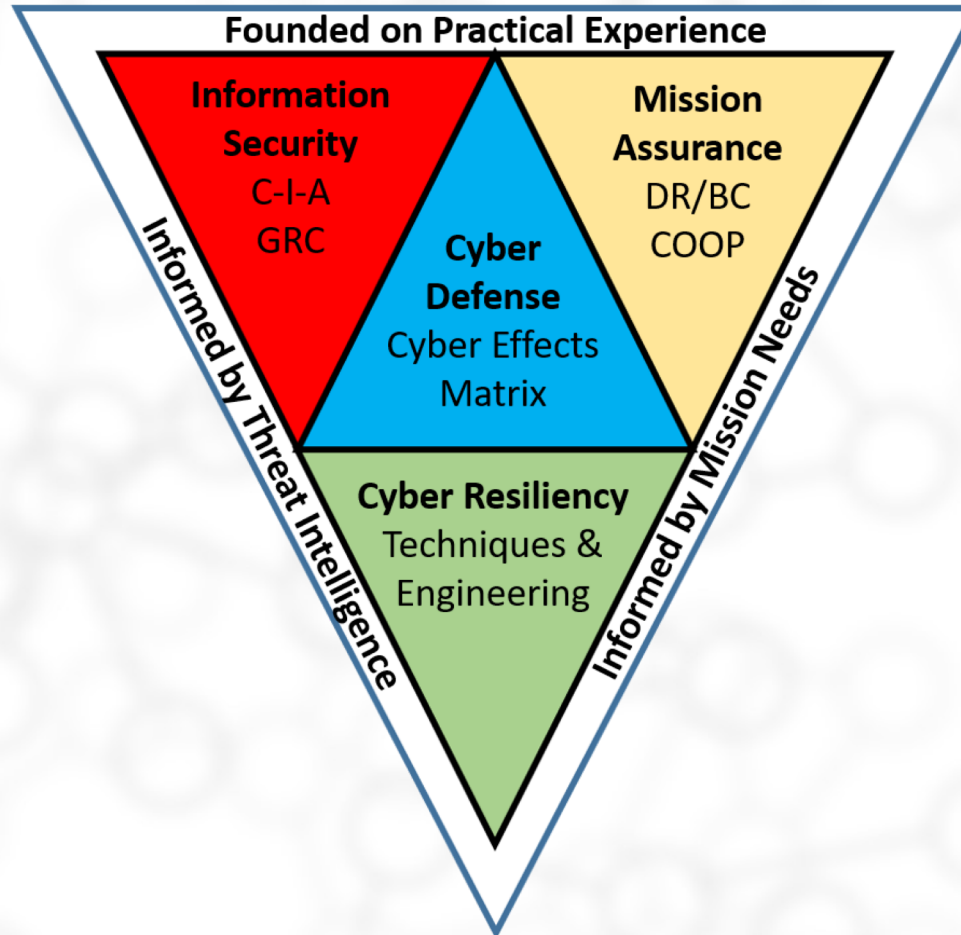 Founded on Practical Experience
Information
Security
C-I-A
GRC
Mission
Assurance
DR/BC
COOP
Cyber
Defense
Cyber Effects
Matrix
Cyber Resiliency
Techniques &
Engineering
Informed by Threat Intelligence
Informed by Mission Needs